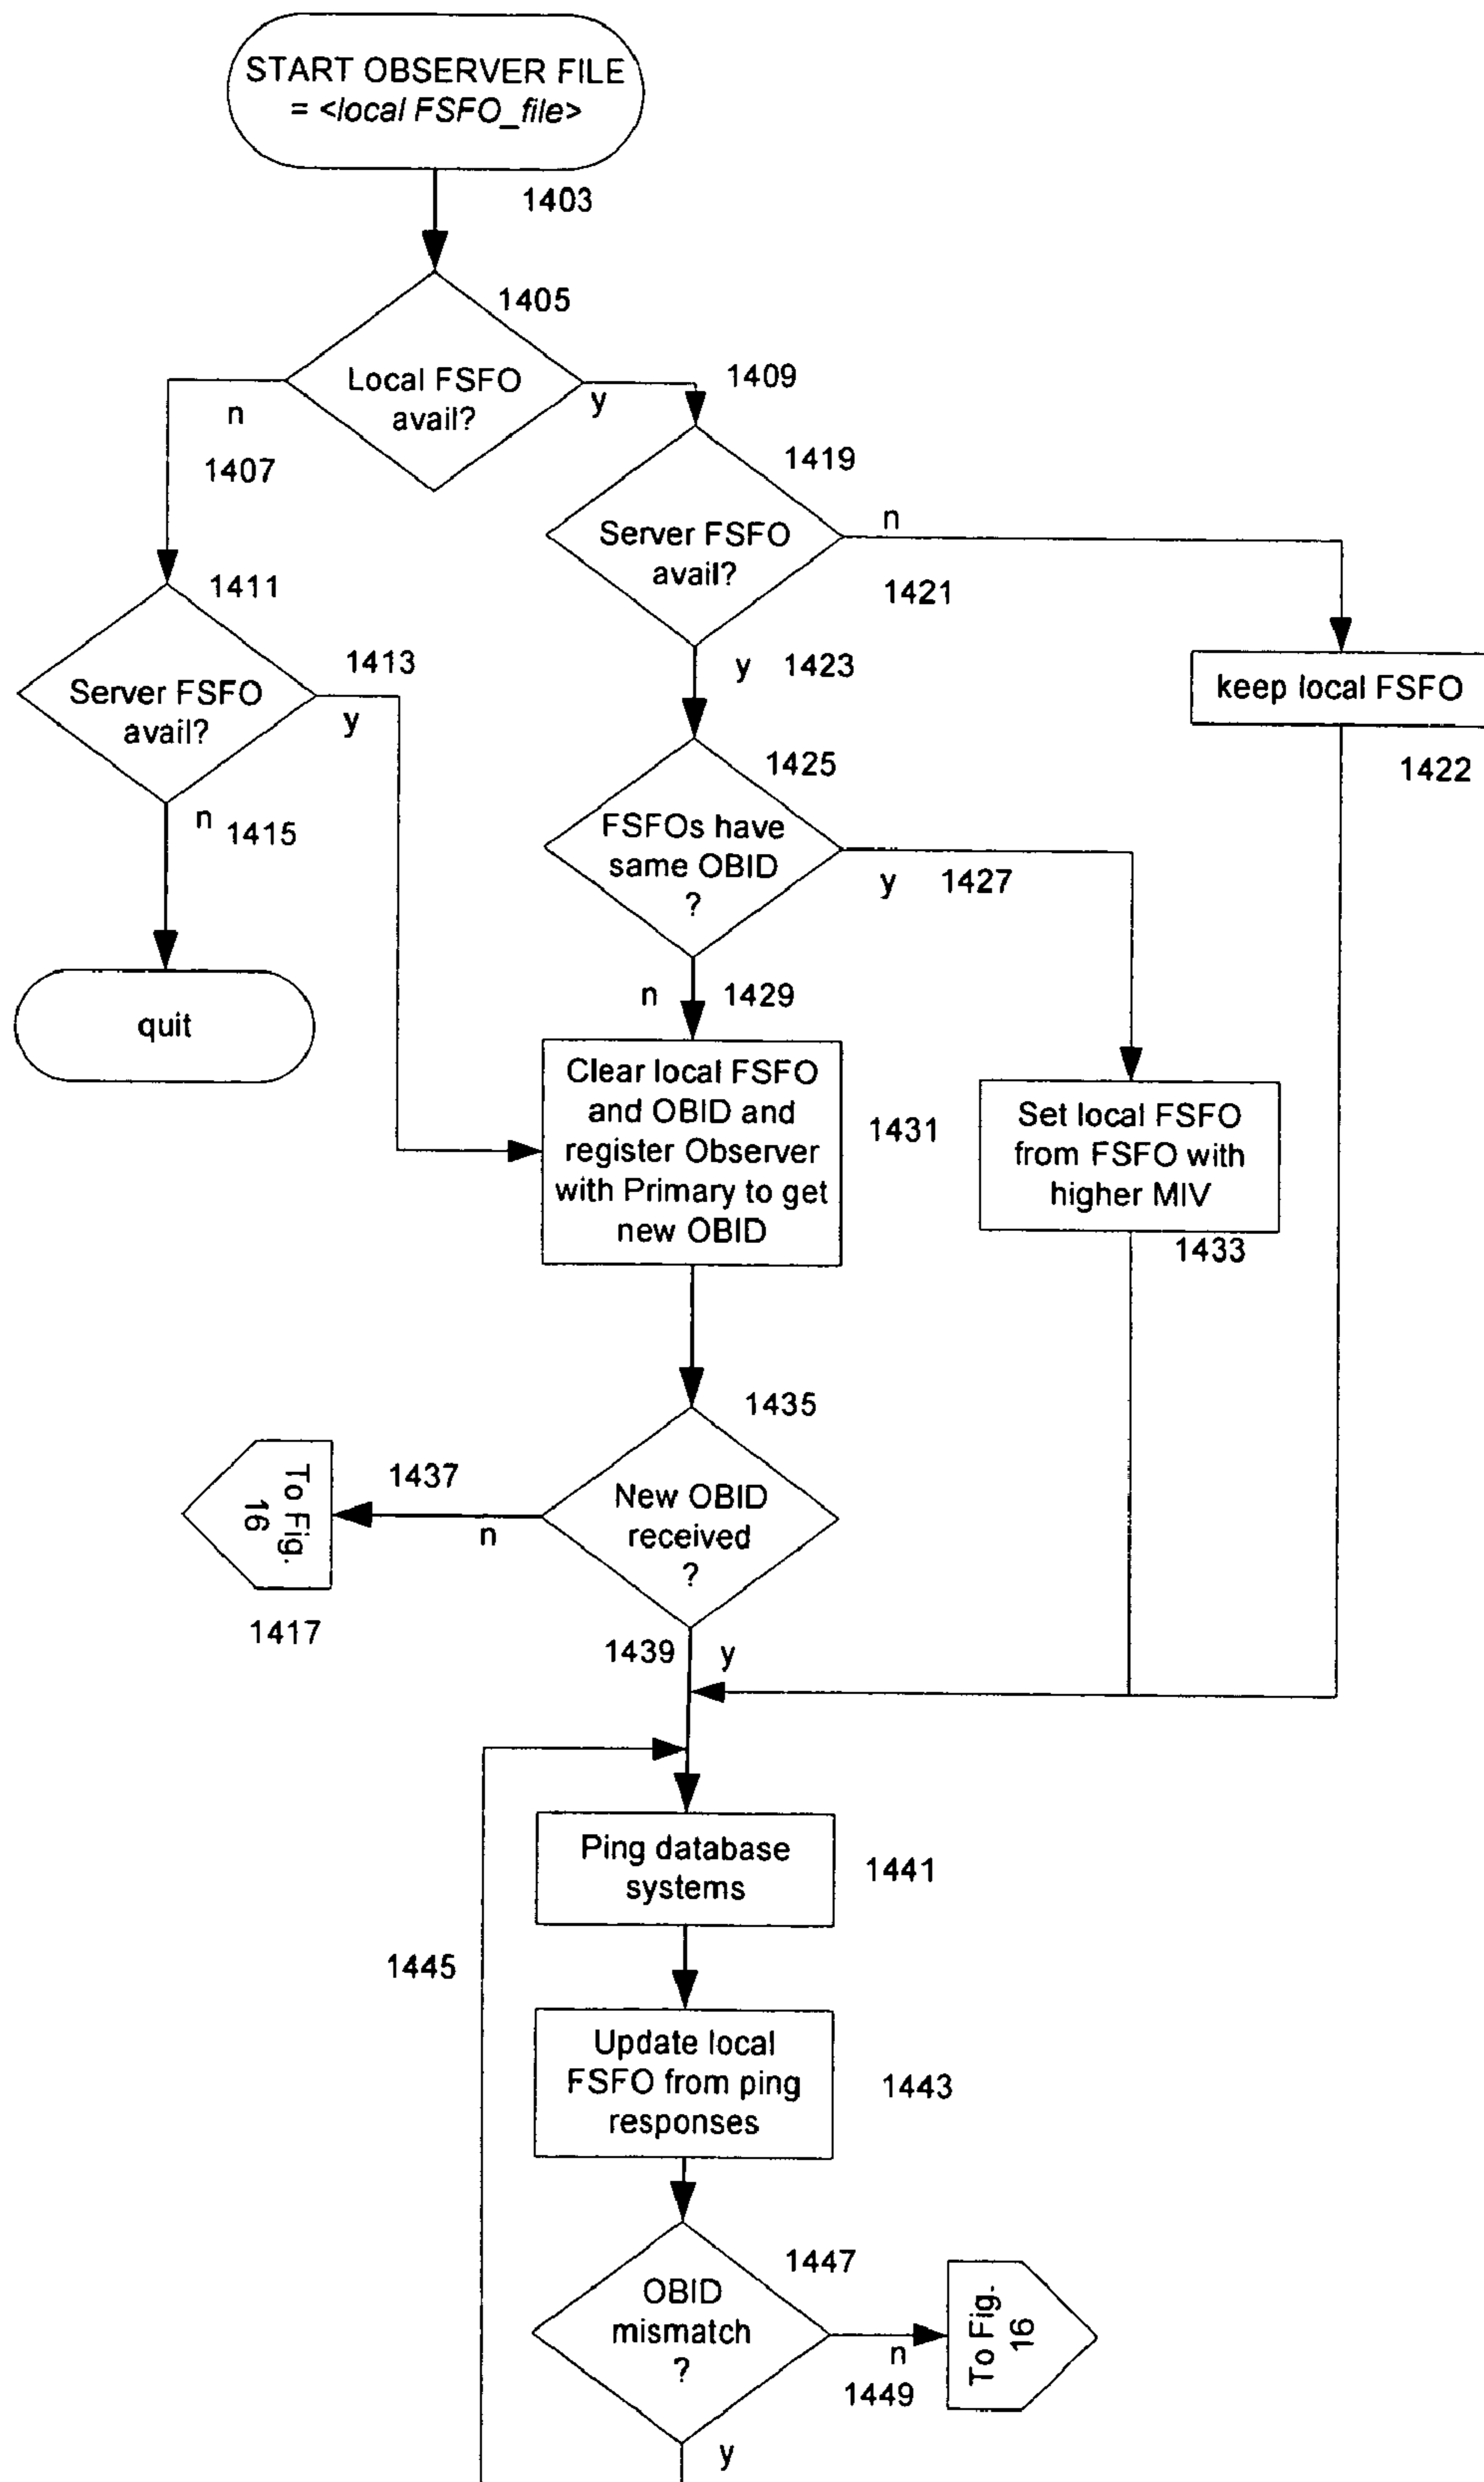 START OBSERVER FILE
= <local FSFO_file>
1403
1405
Local FSFO
avail?
n
y
1409
1407
1419
Server FSFO
avail?
n
1421
1411
1413
Server FSFO
avail?
y
y 1423
keep local FSFO
1422
n 1415
1425
FSFOs have
same OBID
?
y 1427
quit
n 1429
Clear local FSFO
and OBID and
register Observer
with Primary to get
new OBID
1431
Set local FSFO
from FSFO with
higher MIV
1433
1435
New OBID
received
?
1437
n
To Fig.
16
1417
1439 y
Ping database
systems
1441
1445
Update local
FSFO from ping
responses
1443
1447
OBID
mismatch
?
n
1449
To Fig.
16
y